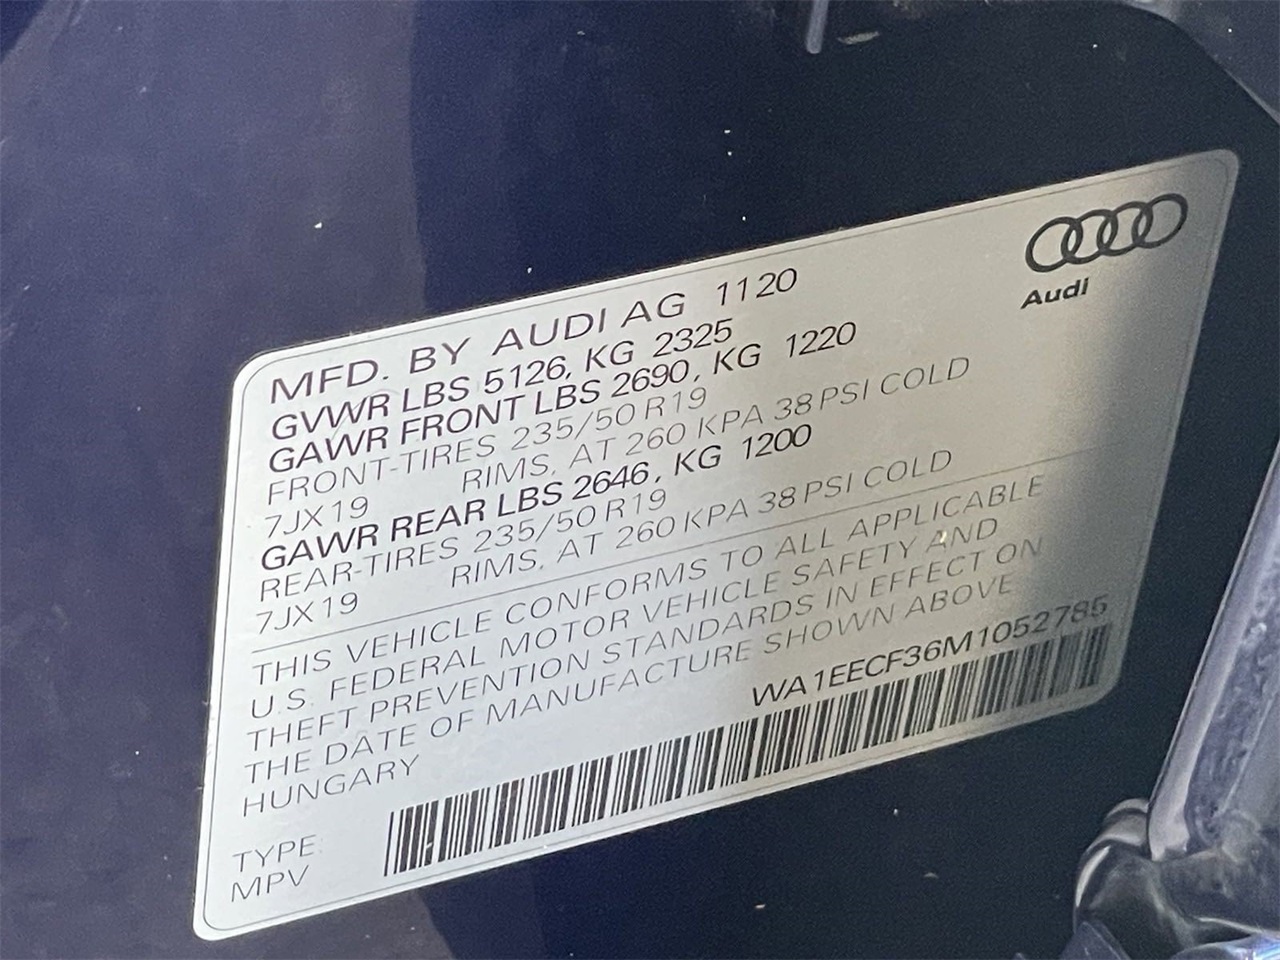 Audi
MFD. BY AUDI AG 1120
GVWR LBS 5126, KG 2325
GAWR FRONT LBS 2690, KG 1220
FRONT-TIRES 235/50 R19
7JX19 RIMS, AT 260 KPA 38 PSI COLD
GAWR REAR LBS 2646, KG 1200
REAR-TIRES 235/50 R19
7JX19 RIMS, AT 260 KPA 38 PSI COLD
THIS VEHICLE CONFORMS TO ALL APPLICABLE
U.S. FEDERAL MOTOR VEHICLE SAFETY AND
THEFT PREVENTION STANDARDS IN EFFECT ON
THE DATE OF MANUFACTURE SHOWN ABOVE
HUNGARY
WA1EECF36M1052785
TYPE:
MPV